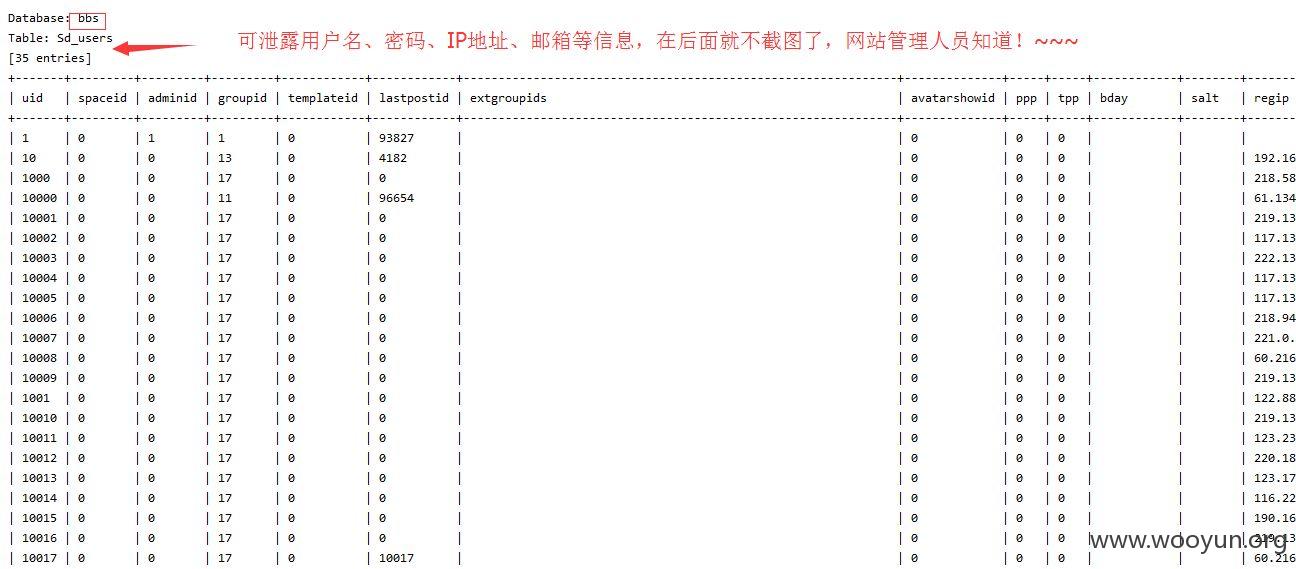 Database: bbs
Table: Sd_users
可泄露用户名、密码、IP地址、邮箱等信息，在后面就不截图了，网站管理人员知道！~~~
[35 entries]
| uid | spaceid | adminid | groupid | templateid | lastpostid | extgroupids | avatarshowid | ppp | tpp | bday | salt | regip
| 1 | 0 | 1 | 1 | 0 | 93827 | | 0 | 0 | 0 | | |
| 10 | 0 | 0 | 13 | 0 | 4182 | | 0 | 0 | 0 | | | 192.16
| 1000 | 0 | 0 | 17 | 0 | 0 | | 0 | 0 | 0 | | | 218.58
| 10000 | 0 | 0 | 11 | 0 | 96654 | | 0 | 0 | 0 | | | 61.134
| 10001 | 0 | 0 | 17 | 0 | 0 | | 0 | 0 | 0 | | | 219.13
| 10002 | 0 | 0 | 17 | 0 | 0 | | 0 | 0 | 0 | | | 117.13
| 10003 | 0 | 0 | 17 | 0 | 0 | | 0 | 0 | 0 | | | 222.13
| 10004 | 0 | 0 | 17 | 0 | 0 | | 0 | 0 | 0 | | | 117.13
| 10005 | 0 | 0 | 17 | 0 | 0 | | 0 | 0 | 0 | | | 117.13
| 10006 | 0 | 0 | 17 | 0 | 0 | | 0 | 0 | 0 | | | 218.94
| 10007 | 0 | 0 | 17 | 0 | 0 | | 0 | 0 | 0 | | | 221.0.
| 10008 | 0 | 0 | 17 | 0 | 0 | | 0 | 0 | 0 | | | 60.216
| 10009 | 0 | 0 | 17 | 0 | 0 | | 0 | 0 | 0 | | | 219.13
| 1001 | 0 | 0 | 17 | 0 | 0 | | 0 | 0 | 0 | | | 122.88
| 10010 | 0 | 0 | 17 | 0 | 0 | | 0 | 0 | 0 | | | 219.13
| 10011 | 0 | 0 | 17 | 0 | 0 | | 0 | 0 | 0 | | | 123.23
| 10012 | 0 | 0 | 17 | 0 | 0 | | 0 | 0 | 0 | | | 220.18
| 10013 | 0 | 0 | 17 | 0 | 0 | | 0 | 0 | 0 | | | 123.17
| 10014 | 0 | 0 | 17 | 0 | 0 | | 0 | 0 | 0 | | | 116.22
| 10015 | 0 | 0 | 17 | 0 | 0 | | 0 | 0 | 0 | | | 190.16
| 10016 | 0 | 0 | 17 | 0 | 0 | | 0 | 0 | 0 | | |
www.wooyun.org
| 10017 | 0 | 0 | 17 | 0 | 10017 | | 0 | 0 | 0 | | | 60.216